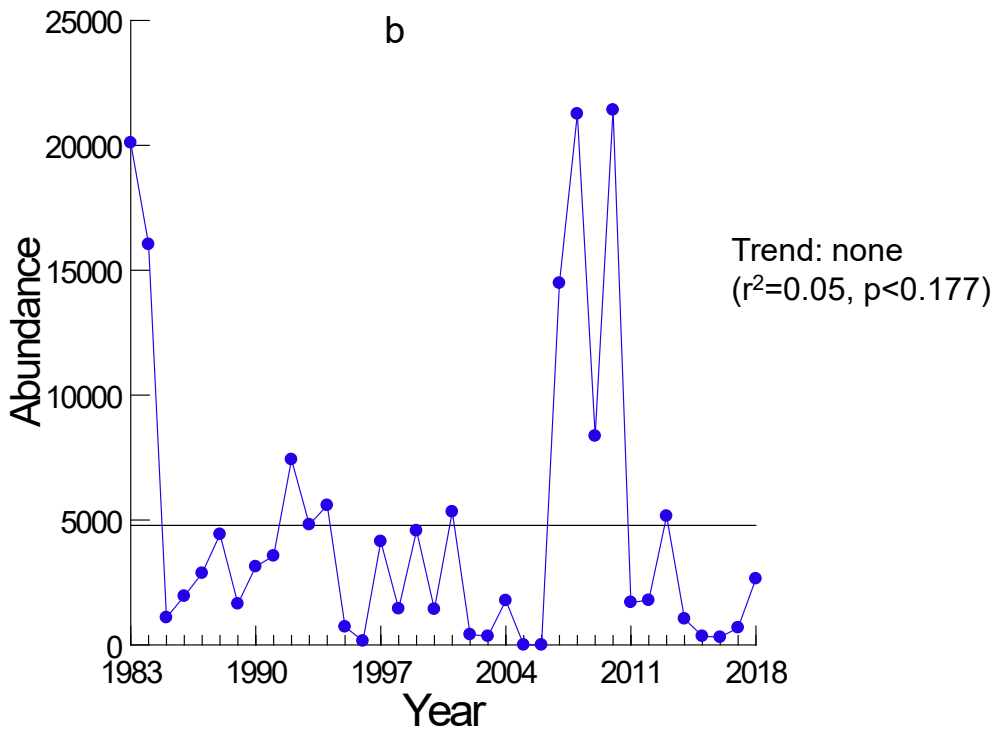 b
25000
20000
15000
10000
5000
0
Abundance
1983 1990 1997 2004 2011 2018
Year
Trend: none
(r²=0.05, p<0.177)